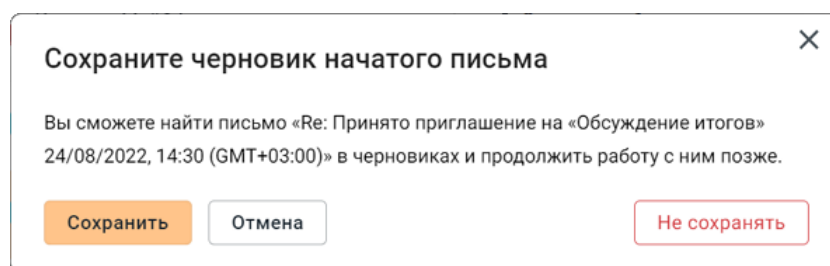 Сохраните черновик начатого письма
Вы сможете найти письмо «Re: Принято приглашение на «Обсуждение итогов»
24/08/2022, 14:30 (GMT+03:00)» в черновиках и продолжить работу с ним позже.
Сохранить Отмена Не сохранять